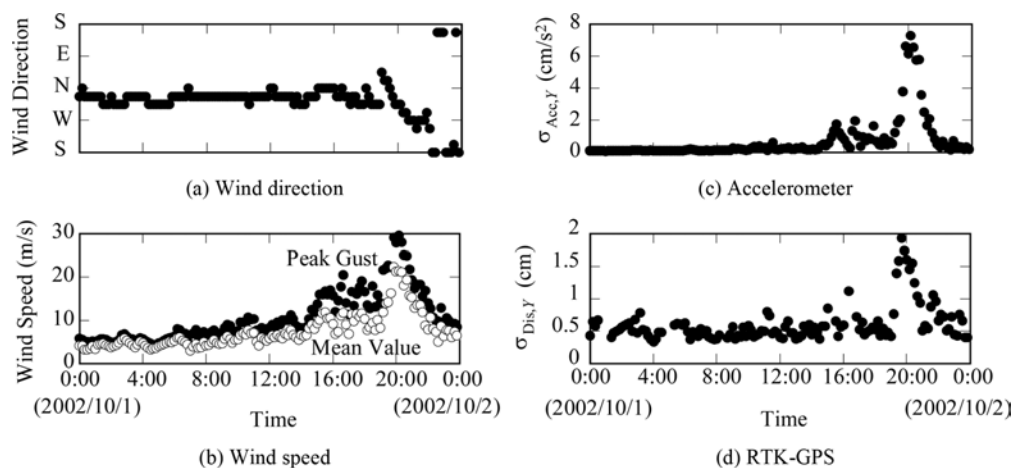 S
E
N
W
S
Wind Direction
(a) Wind direction
8
6
4
2
0
σAcc,Y (cm/s²)
(c) Accelerometer
30
20
10
0
Wind Speed (m/s)
Peak Gust
Mean Value
0:00 4:00 8:00 12:00 16:00 20:00 0:00
(2002/10/1) Time (2002/10/2)
(b) Wind speed
2
1.5
1
0.5
0
σDis,Y (cm)
0:00 4:00 8:00 12:00 16:00 20:00 0:00
(2002/10/1) Time (2002/10/2)
(d) RTK-GPS